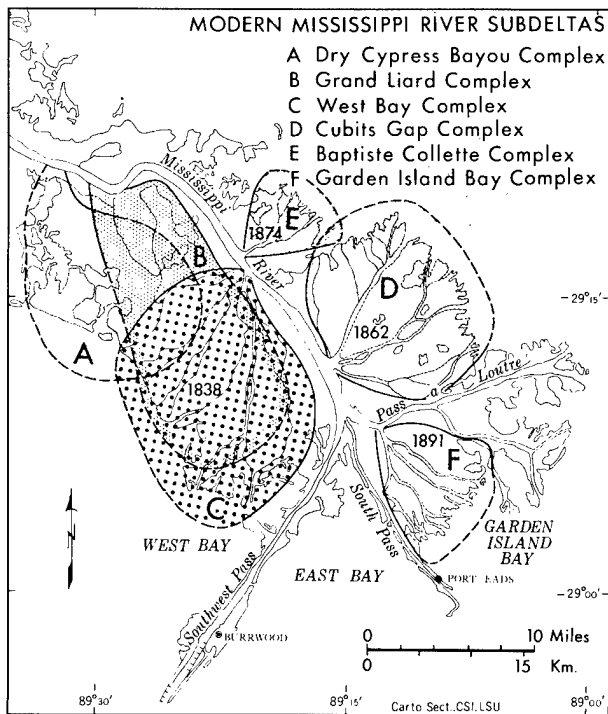 MODERN MISSISSIPPI RIVER SUBDELTAS
A Dry Cypress Bayou Complex
B Grand Liard Complex
C West Bay Complex
D Cubits Gap Complex
E Baptiste Collette Complex
F Garden Island Bay Complex
Mississippi
River
E
1874
B
D
29°15'
1862
A
1838
Pass a Loutre
1891
F
C
WEST BAY
South Pass
GARDEN
ISLAND
BAY
EAST BAY
PORT EADS
29°00'
Southwest Pass
BURRWOOD
0 10 Miles
0 15 Km.
N
89°30'
89°15'
89°00'
Carto Sect., CSI, LSU